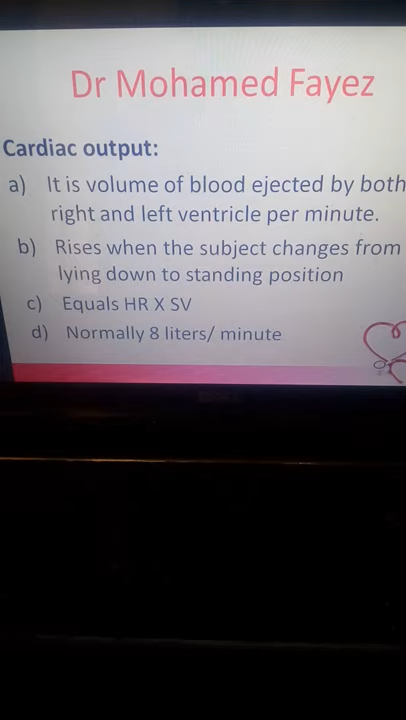 Dr Mohamed Fayez
Cardiac output:
a) It is volume of blood ejected by both
right and left ventricle per minute.
b) Rises when the subject changes from
lying down to standing position
c) Equals HR X SV
d) Normally 8 liters/ minute